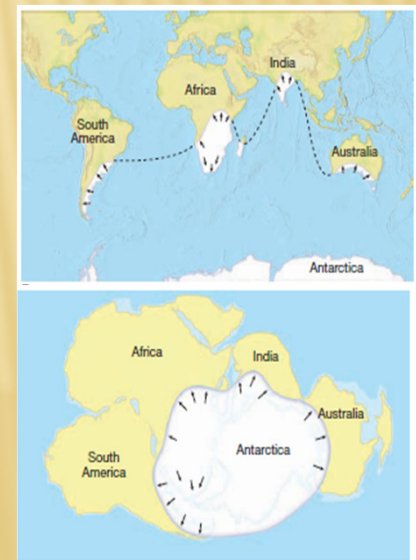 India
Africa
South
America
Australia
Antarctica
Africa
India
Australia
Antarctica
South
America